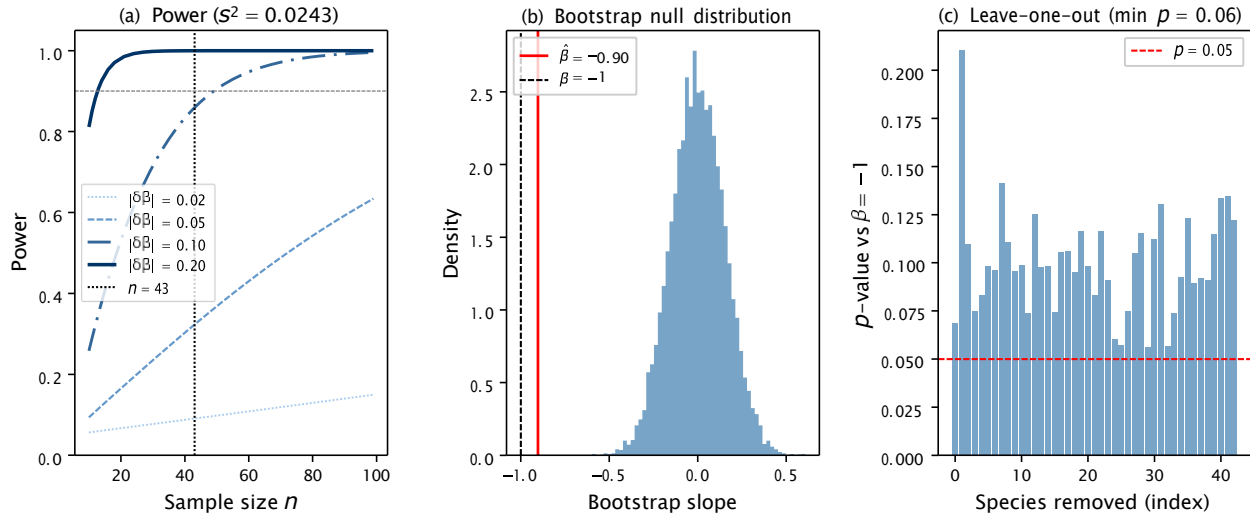 (a) Power (s² = 0.0243)
1.0
0.8
0.6
0.4
0.2
0.0
Power
|δβ| = 0.02
|δβ| = 0.05
|δβ| = 0.10
|δβ| = 0.20
n = 43
20 40 60 80 100
Sample size n
(b) Bootstrap null distribution
β̂ = −0.90
β = −1
2.5
2.0
1.5
1.0
0.5
0.0
Density
−1.0 −0.5 0.0 0.5
Bootstrap slope
(c) Leave−one−out (min p = 0.06)
p = 0.05
0.200
0.175
0.150
0.125
0.100
0.075
0.050
0.025
0.000
p−value vs β = −1
0 10 20 30 40
Species removed (index)